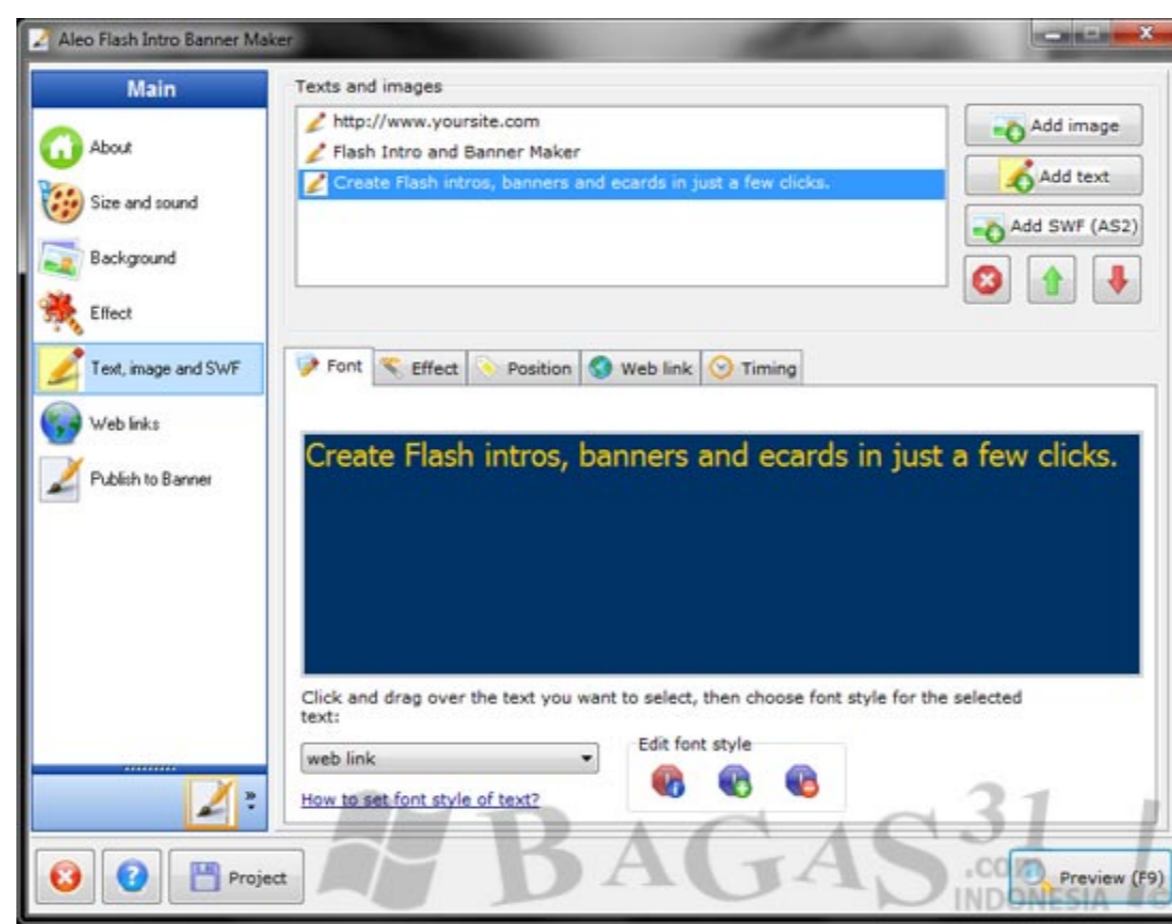 Aleo Flash Intro Banner Maker
Main
About
Size and sound
Background
Effect
Text, image and SWF
Web links
Publish to Banner
Texts and images
http://www.yoursite.com
Flash Intro and Banner Maker
Create Flash intros, banners and ecards in just a few clicks.
Add image
Add text
Add SWF (AS2)
Font
Effect
Position
Web link
Timing
Create Flash intros, banners and ecards in just a few clicks.
Click and drag over the text you want to select, then choose font style for the selected
text:
web link
Edit font style
How to set font style of text?
Project
Preview (F9)
BAGAS31
.com
INDONESIA